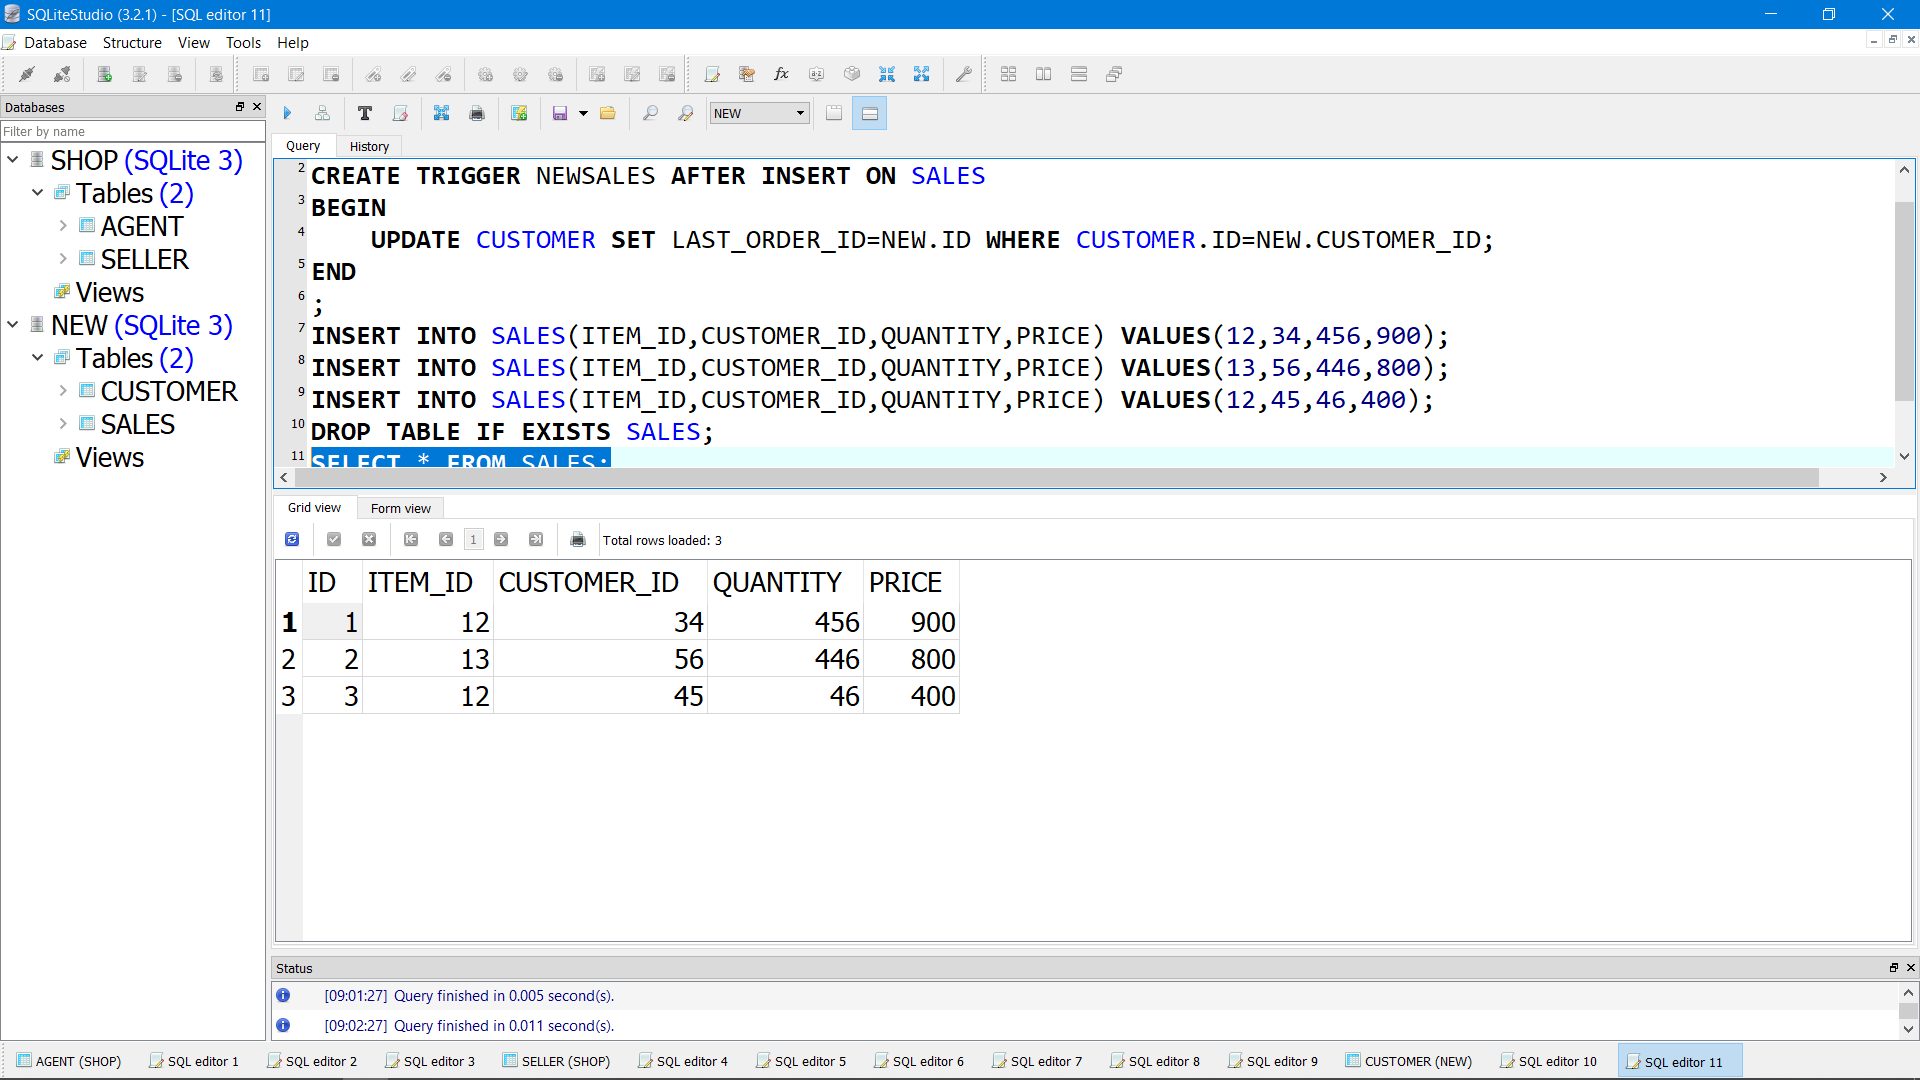 SQLiteStudio (3.2.1) - [SQL editor 11]
Database Structure View Tools Help
Databases
Filter by name
SHOP (SQLite 3)
Tables (2)
AGENT
SELLER
Views
NEW (SQLite 3)
Tables (2)
CUSTOMER
SALES
Views
NEW
Query History
2 CREATE TRIGGER NEWSALES AFTER INSERT ON SALES
3 BEGIN
4 UPDATE CUSTOMER SET LAST_ORDER_ID=NEW.ID WHERE CUSTOMER.ID=NEW.CUSTOMER_ID;
5 END
6 ;
7 INSERT INTO SALES(ITEM_ID,CUSTOMER_ID,QUANTITY,PRICE) VALUES(12,34,456,900);
8 INSERT INTO SALES(ITEM_ID,CUSTOMER_ID,QUANTITY,PRICE) VALUES(13,56,446,800);
9 INSERT INTO SALES(ITEM_ID,CUSTOMER_ID,QUANTITY,PRICE) VALUES(12,45,46,400);
10 DROP TABLE IF EXISTS SALES;
11 SELECT * FROM SALES;
Grid view Form view
1 Total rows loaded: 3
ID ITEM_ID CUSTOMER_ID QUANTITY PRICE
1 1 12 34 456 900
2 2 13 56 446 800
3 3 12 45 46 400
Status
[09:01:27] Query finished in 0.005 second(s).
[09:02:27] Query finished in 0.011 second(s).
AGENT (SHOP) SQL editor 1 SQL editor 2 SQL editor 3 SELLER (SHOP) SQL editor 4 SQL editor 5 SQL editor 6 SQL editor 7 SQL editor 8 SQL editor 9 CUSTOMER (NEW) SQL editor 10 SQL editor 11